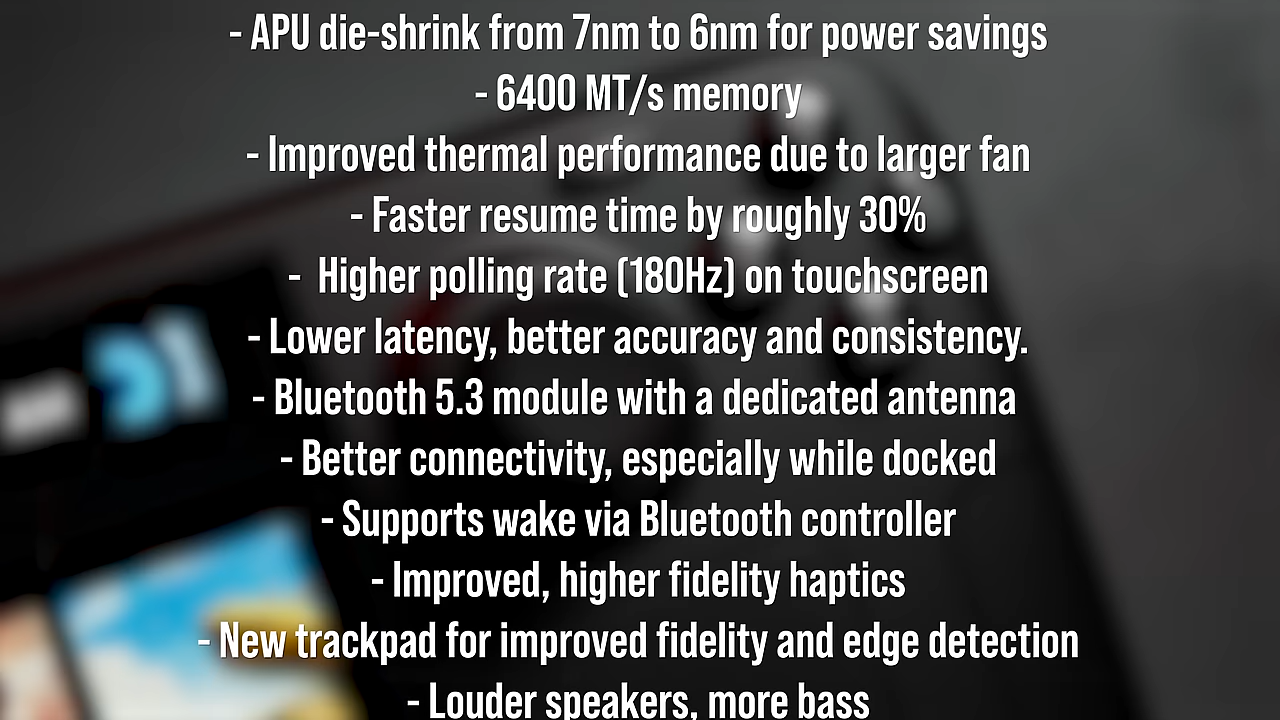 - APU die-shrink from 7nm to 6nm for power savings
- 6400 MT/s memory
- Improved thermal performance due to larger fan
- Faster resume time by roughly 30%
- Higher polling rate (180Hz) on touchscreen
- Lower latency, better accuracy and consistency.
- Bluetooth 5.3 module with a dedicated antenna
- Better connectivity, especially while docked
- Supports wake via Bluetooth controller
- Improved, higher fidelity haptics
- New trackpad for improved fidelity and edge detection
- Louder speakers, more bass